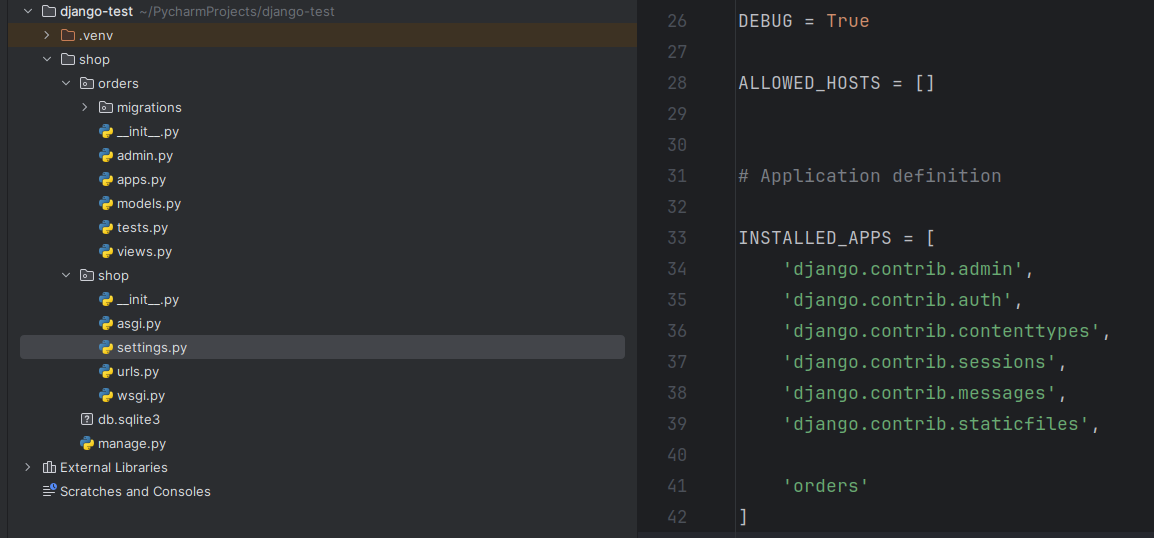 django-test ~/PycharmProjects/django-test
.venv
shop
orders
migrations
__init__.py
admin.py
apps.py
models.py
tests.py
views.py
shop
__init__.py
asgi.py
settings.py
urls.py
wsgi.py
db.sqlite3
manage.py
External Libraries
Scratches and Consoles
26 DEBUG = True
27
28 ALLOWED_HOSTS = []
29
30
31 # Application definition
32
33 INSTALLED_APPS = [
34     'django.contrib.admin',
35     'django.contrib.auth',
36     'django.contrib.contenttypes',
37     'django.contrib.sessions',
38     'django.contrib.messages',
39     'django.contrib.staticfiles',
40
41     'orders'
42 ]